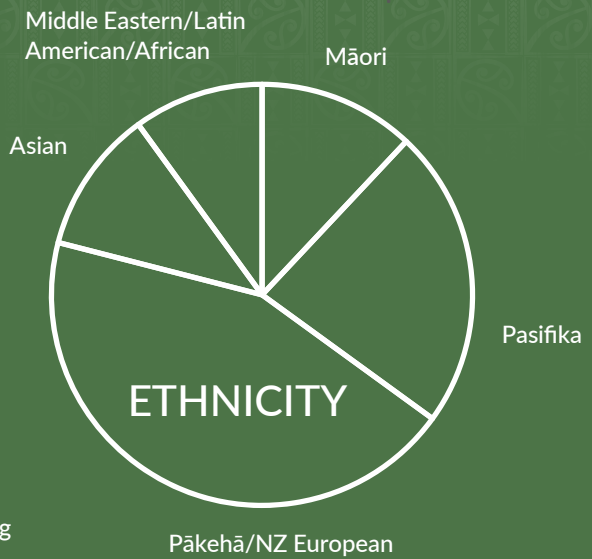 Middle Eastern/Latin
American/African
Māori
Asian
Pasifika
ETHNICITY
g
Pākehā/NZ European